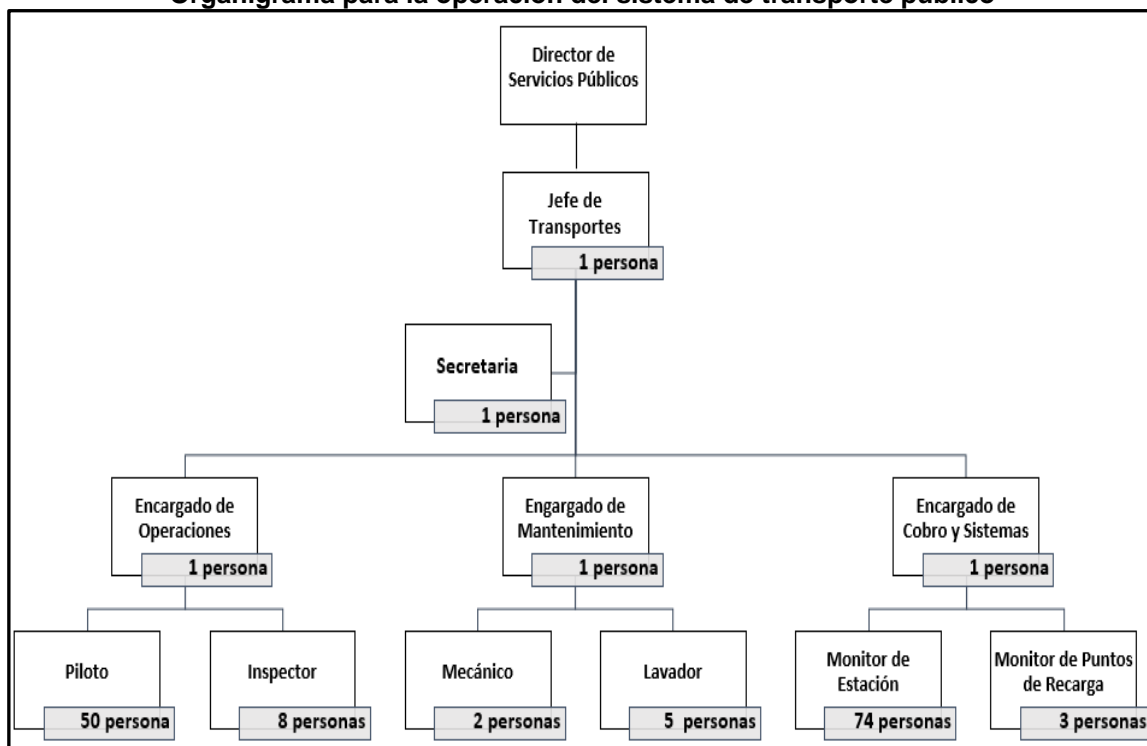 Organigrama para la operación del sistema de transporte público
Director de
Servicios Públicos
Jefe de
Transportes
1 persona
Secretaria
1 persona
Encargado de
Operaciones
1 persona
Engargado de
Mantenimiento
1 persona
Encargado de
Cobro y Sistemas
1 persona
Piloto
50 persona
Inspector
8 personas
Mecánico
2 personas
Lavador
5 personas
Monitor de
Estación
74 personas
Monitor de Puntos
de Recarga
3 personas